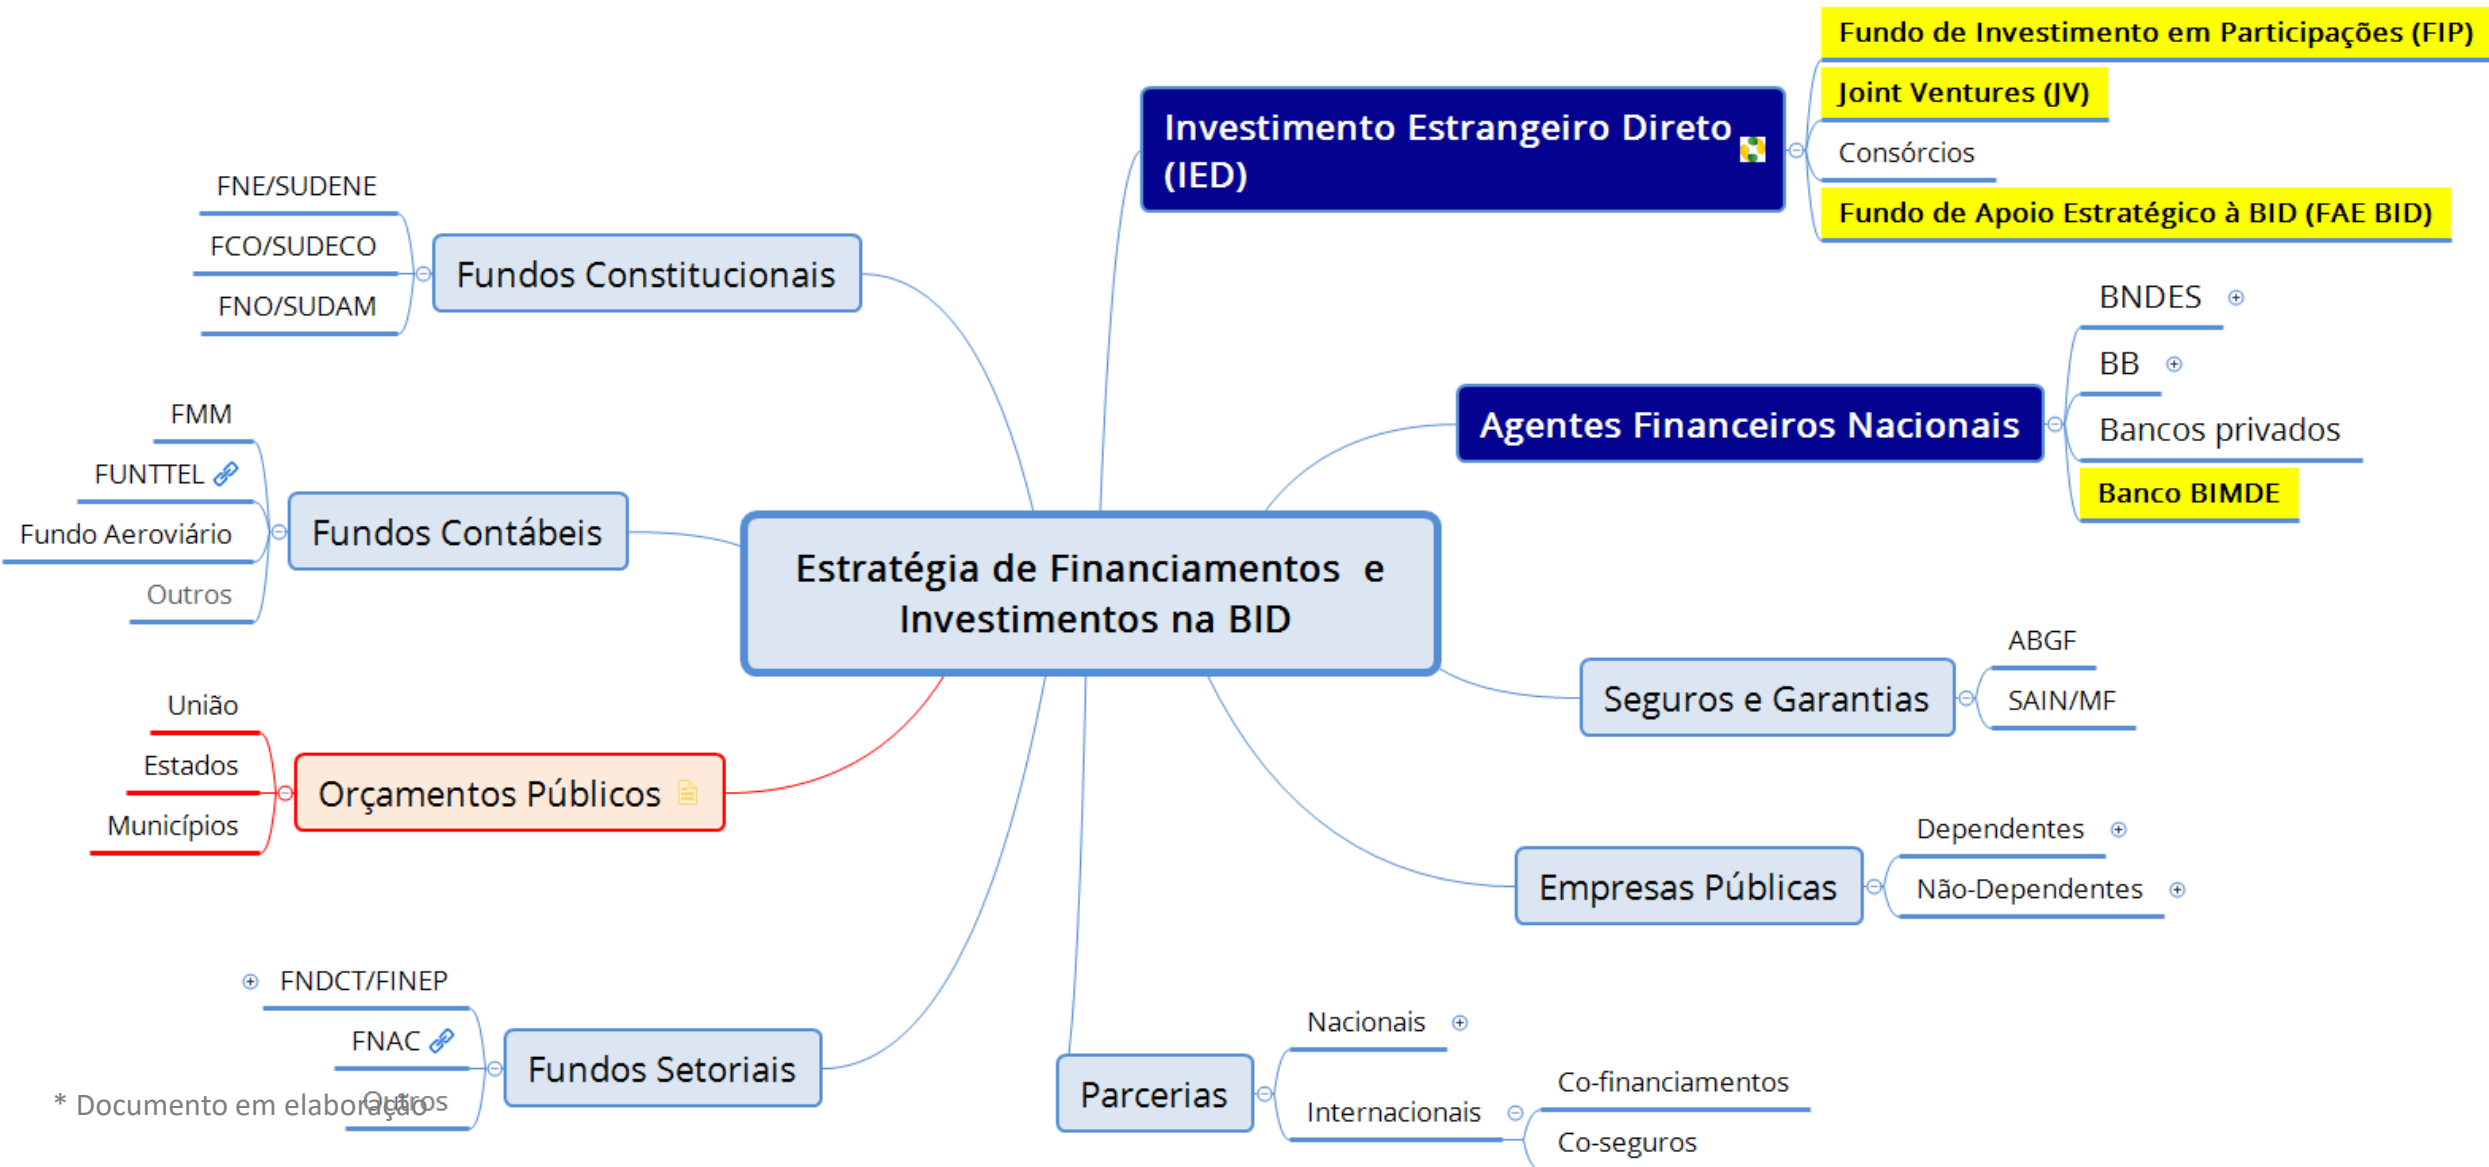 Fundo de Investimento em Participações (FIP)
Joint Ventures (JV)
Investimento Estrangeiro Direto
(IED)
Consórcios
Fundo de Apoio Estratégico à BID (FAE BID)
FNE/SUDENE
FCO/SUDECO
FNO/SUDAM
Fundos Constitucionais
BNDES
BB
Bancos privados
Banco BIMDE
Agentes Financeiros Nacionais
FMM
FUNTTEL
Fundo Aeroviário
Outros
Fundos Contábeis
Estratégia de Financiamentos e
Investimentos na BID
ABGF
SAIN/MF
Seguros e Garantias
União
Estados
Municípios
Orçamentos Públicos
Dependentes
Não-Dependentes
Empresas Públicas
FNDCT/FINEP
FNAC
Outros
Fundos Setoriais
* Documento em elaboração
Parcerias
Nacionais
Internacionais
Co-financiamentos
Co-seguros